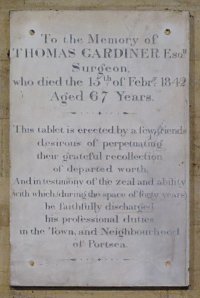 To the Memory of
THOMAS GARDINER Esqr.
Surgeon,
who died the 15th of Febry. 1842
Aged 67 Years.
This tablet is erected by a few friends
desirous of perpetuating
their grateful recollection
of departed worth,
And in testimony of the zeal and ability
with which (during the space of forty years)
he faithfully discharged
his professional duties
in the Town, and Neighbourhood
of Portsea.